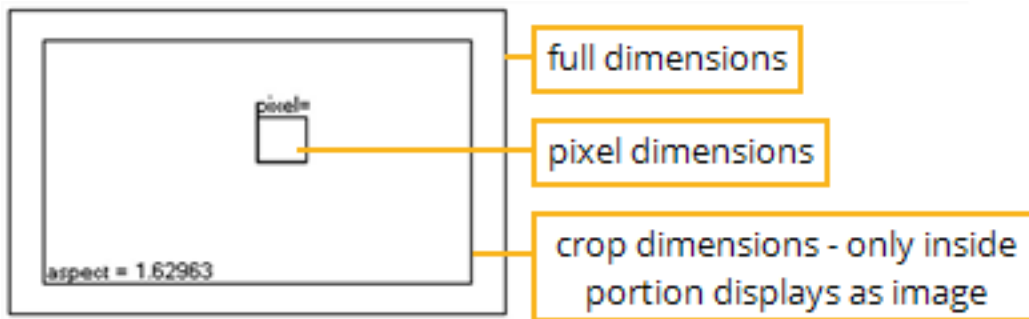 full dimensions
pixel=
pixel dimensions
crop dimensions - only inside
portion displays as image
aspect = 1.62963